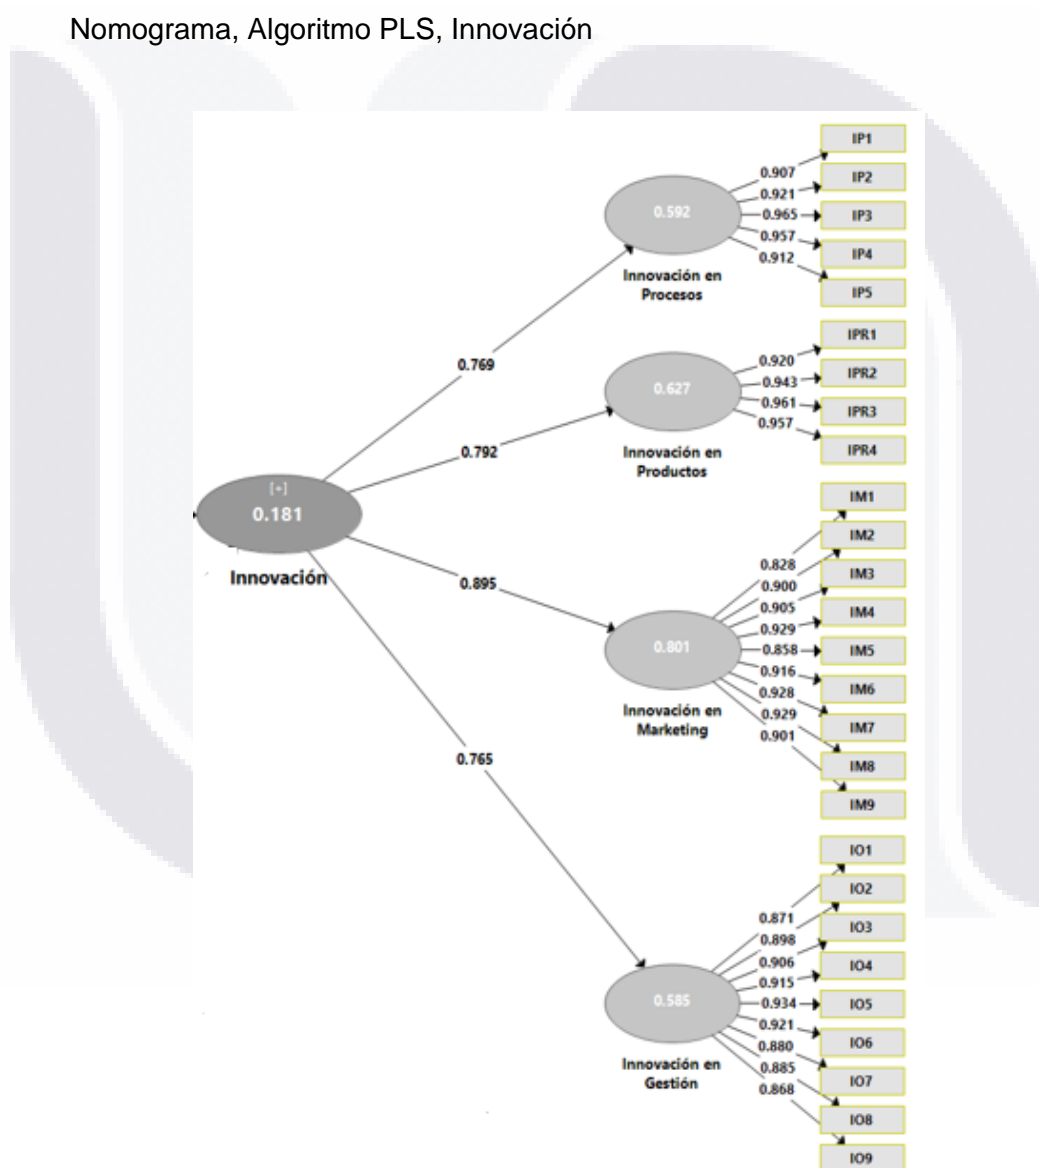 Nomograma, Algoritmo PLS, Innovación
IP1
0.907
IP2
0.921
0.592
0.965
IP3
0.957
IP4
0.912
Innovación en
Procesos
IP5
IPR1
0.920
0.769
IPR2
0.943
0.627
0.961
IPR3
0.957
IPR4
0.792
Innovación en
Productos
[+]
0.181
Innovación
IM1
IM2
0.828
IM3
0.900
0.895
0.905
IM4
0.929
0.801
0.858
IM5
0.916
IM6
0.928
0.929
IM7
0.901
Innovación en
Marketing
IM8
0.765
IM9
IO1
IO2
0.871
IO3
0.898
0.906
IO4
0.915
0.585
0.934
IO5
0.921
IO6
0.880
0.885
IO7
0.868
Innovación en
Gestión
IO8
IO9